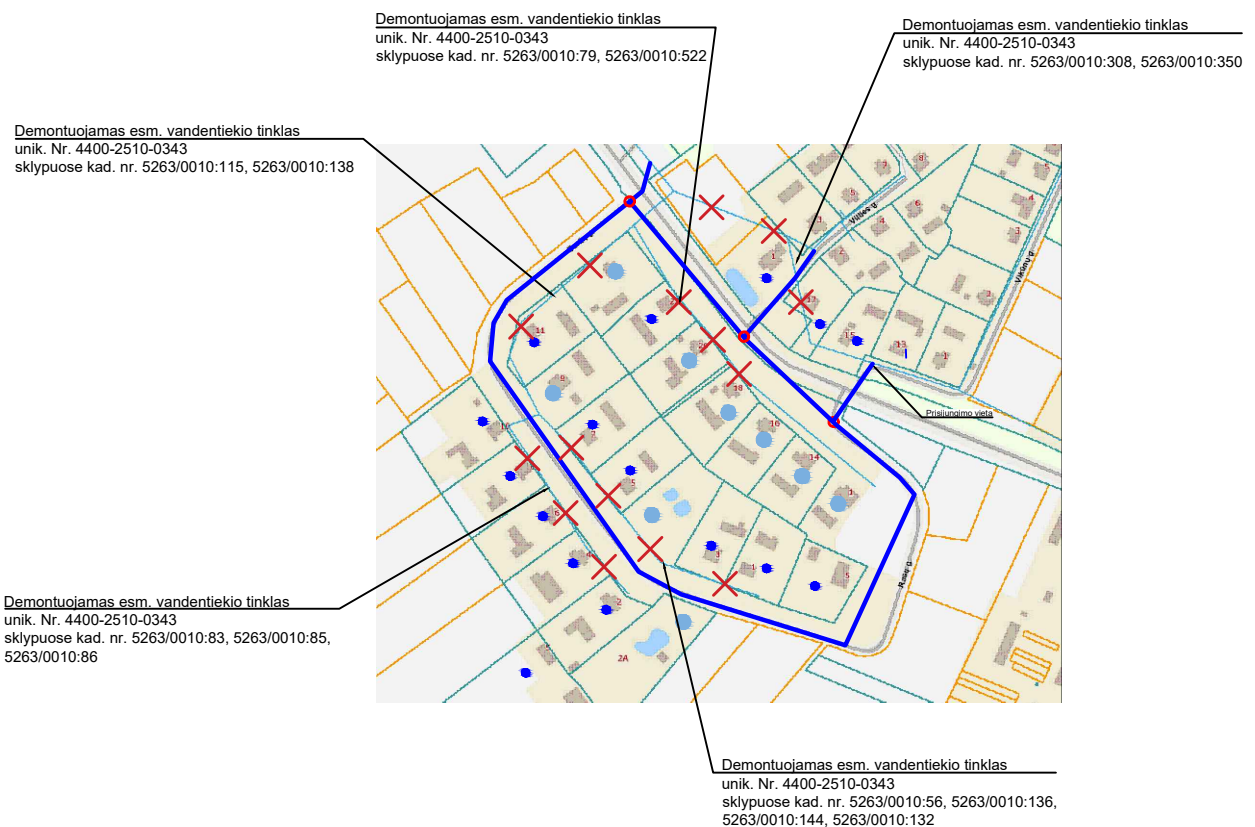 Demontuojamas esm. vandentiekio tinklas
unik. Nr. 4400-2510-0343
sklypuose kad. nr. 5263/0010:79, 5263/0010:522
Demontuojamas esm. vandentiekio tinklas
unik. Nr. 4400-2510-0343
sklypuose kad. nr. 5263/0010:308, 5263/0010:350
Demontuojamas esm. vandentiekio tinklas
unik. Nr. 4400-2510-0343
sklypuose kad. nr. 5263/0010:115, 5263/0010:138
Prisijungimo vieta
2A
Demontuojamas esm. vandentiekio tinklas
unik. Nr. 4400-2510-0343
sklypuose kad. nr. 5263/0010:83, 5263/0010:85,
5263/0010:86
Demontuojamas esm. vandentiekio tinklas
unik. Nr. 4400-2510-0343
sklypuose kad. nr. 5263/0010:56, 5263/0010:136,
5263/0010:144, 5263/0010:132